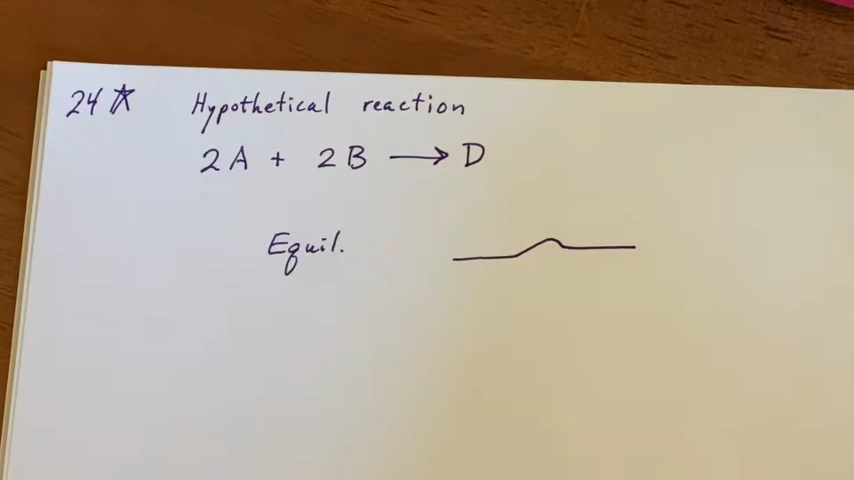 24☆ Hypothetical reaction
2A + 2B ⟶ D
Equil.